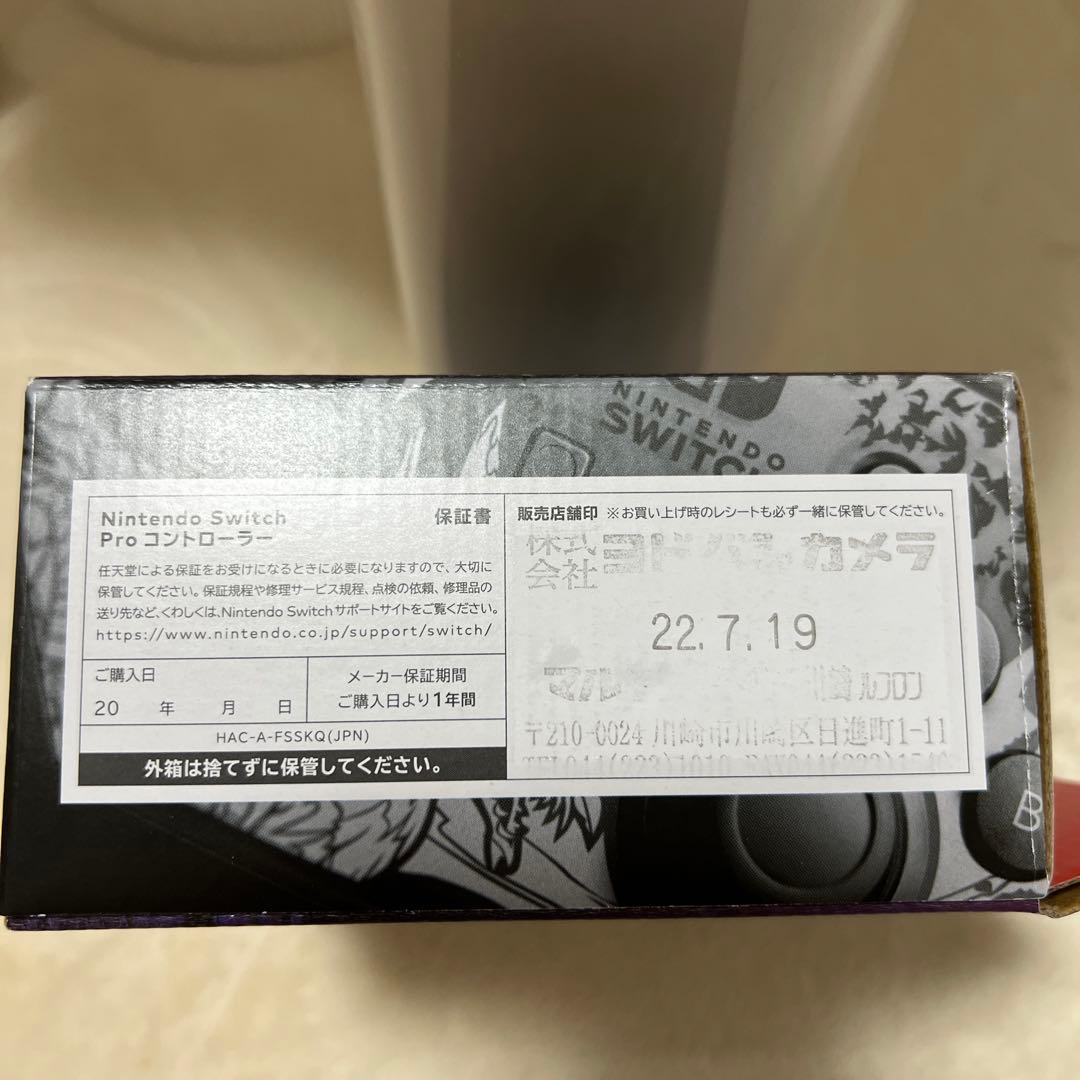 NINTENDO
SWITCH
Nintendo Switch
Pro コントローラー
保証書
任天堂による保証をお受けになるときに必要になりますので、大切に
保管してください。保証規程や修理サービス規程、点検の依頼、修理品の
送り先など、くわしくは、Nintendo Switchサポートサイトをご覧ください。
https://www.nintendo.co.jp/support/switch/
ご購入日
20 年 月 日
メーカー保証期間
ご購入日より1年間
HAC-A-FSSKQ(JPN)
外箱は捨てずに保管してください。
販売店舗印 ※お買い上げ時のレシートも必ず一緒に保管してください。
株式会社 ヨドバシカメラ
22.7.19
ルフロン
〒210-0024 川崎市川崎区日進町1-11
B